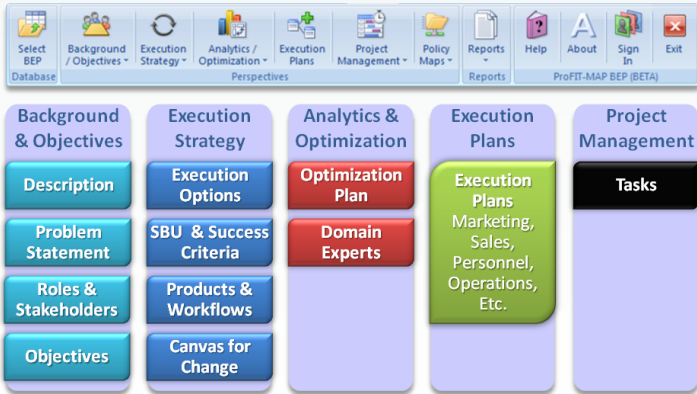 Select
BEP
Background
/ Objectives
Execution
Strategy
Analytics /
Optimization
Execution
Plans
Project
Management
Policy
Maps
Reports
Help
About
Sign
In
Exit
Database
Perspectives
Reports
ProFIT-MAP BEP (BETA)
Background
& Objectives
Description
Problem
Statement
Roles &
Stakeholders
Objectives
Execution
Strategy
Execution
Options
SBU & Success
Criteria
Products &
Workflows
Canvas for
Change
Analytics &
Optimization
Optimization
Plan
Domain
Experts
Execution
Plans
Execution
Plans
Marketing,
Sales,
Personnel,
Operations,
Etc.
Project
Management
Tasks